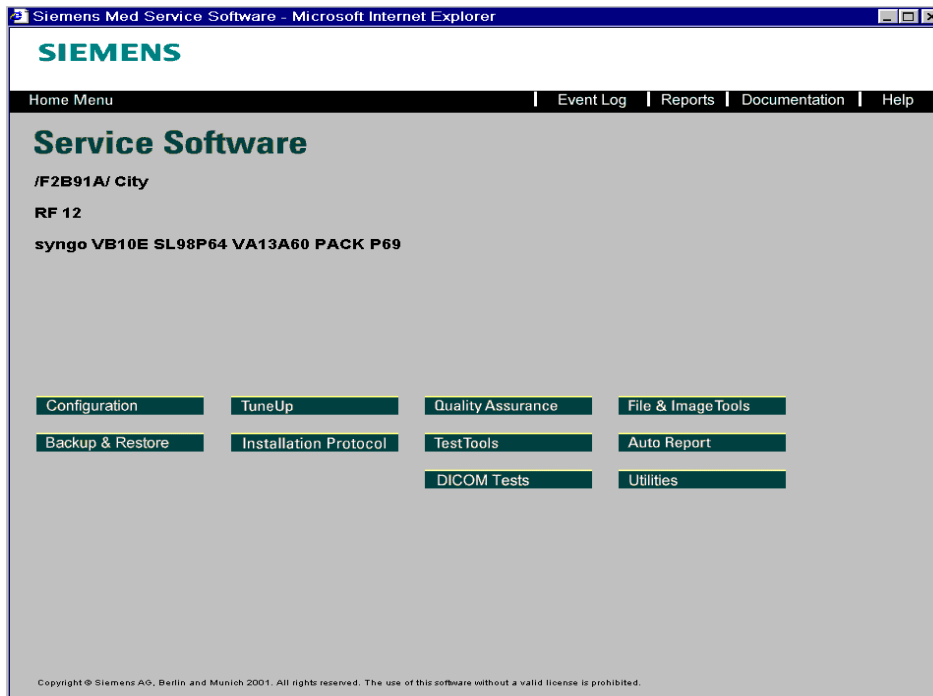 Siemens Med Service Software - Microsoft Internet Explorer
SIEMENS
Home Menu Event Log Reports Documentation Help
Service Software
/F2B91A/ City
RF 12
syngo VB10E SL98P64 VA13A60 PACK P69
Configuration TuneUp Quality Assurance File & ImageTools
Backup & Restore Installation Protocol TestTools Auto Report
DICOM Tests Utilities
Copyright © Siemens AG, Berlin and Munich 2001. All rights reserved. The use of this software without a valid license is prohibited.